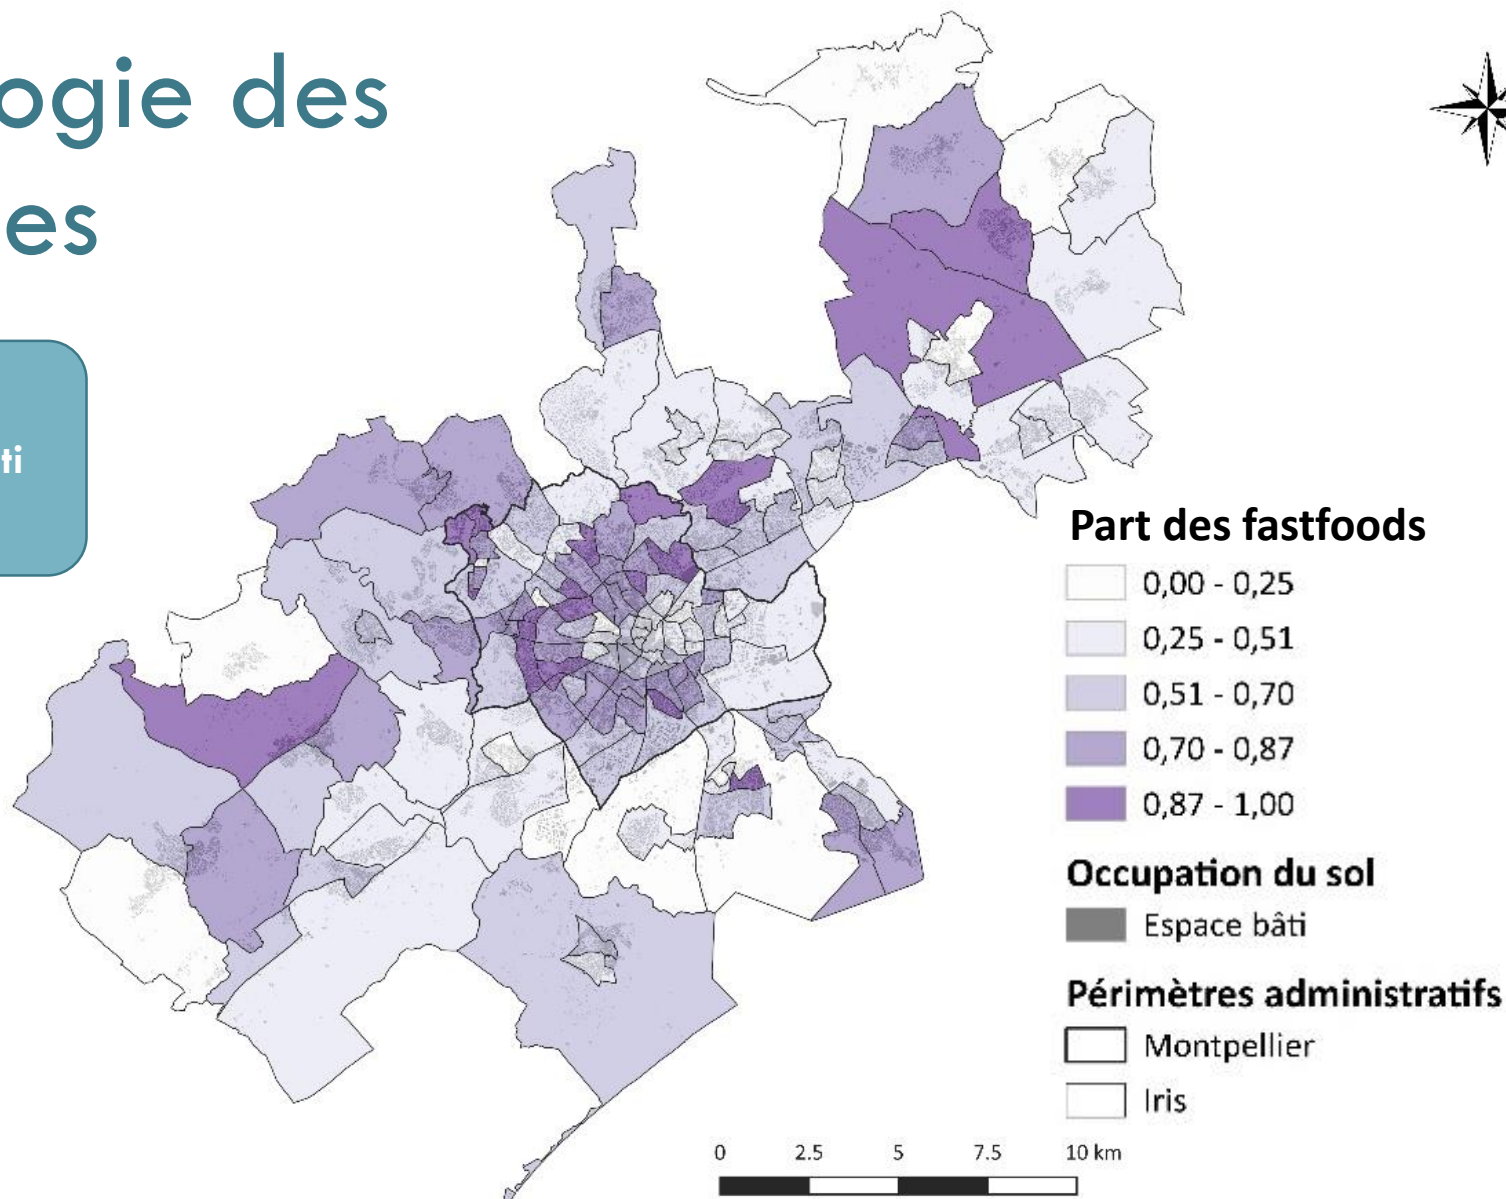 ogie des
es
ti
Part des fastfoods
0,00 - 0,25
0,25 - 0,51
0,51 - 0,70
0,70 - 0,87
0,87 - 1,00
Occupation du sol
Espace bâti
Périmètres administratifs
Montpellier
Iris
0 2.5 5 7.5 10 km